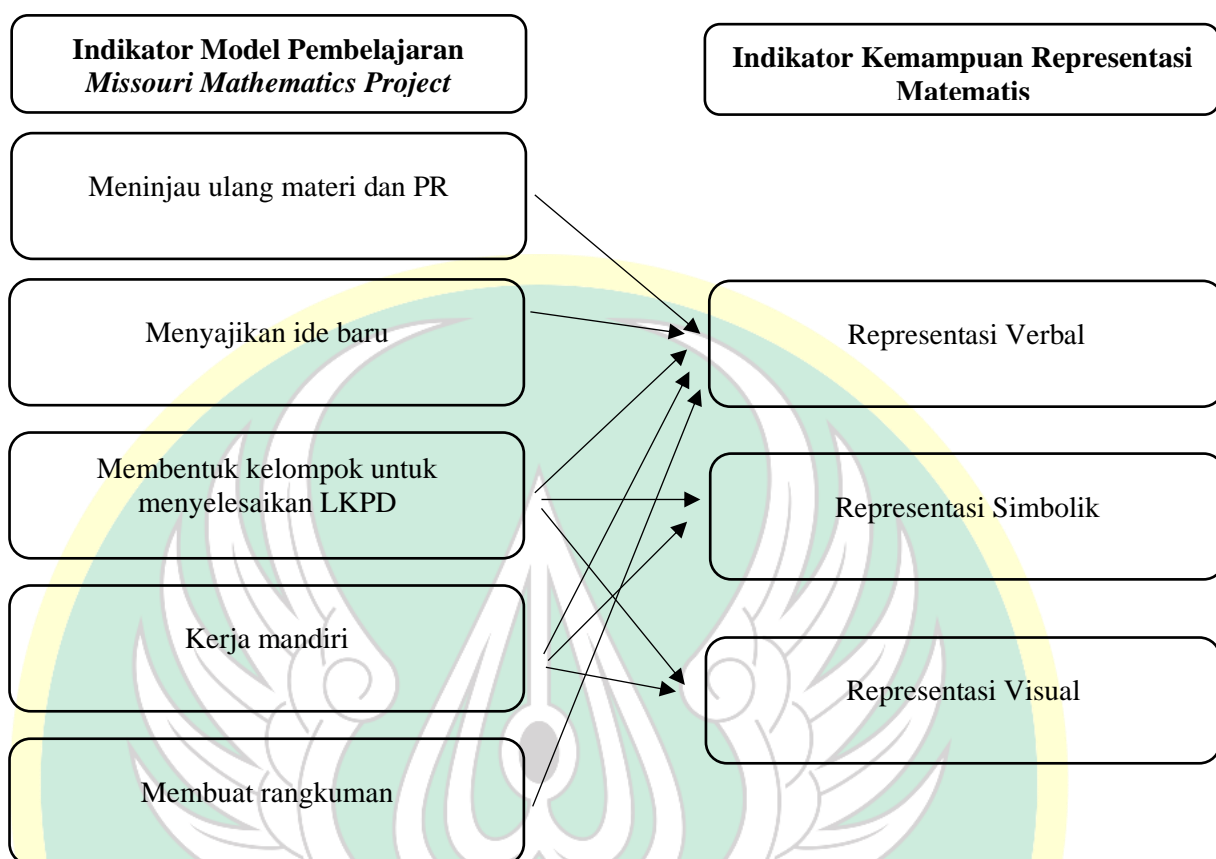 Indikator Model Pembelajaran
Missouri Mathematics Project
Indikator Kemampuan Representasi
Matematis
Meninjau ulang materi dan PR
Menyajikan ide baru
Representasi Verbal
Membentuk kelompok untuk
menyelesaikan LKPD
Representasi Simbolik
Kerja mandiri
Representasi Visual
Membuat rangkuman